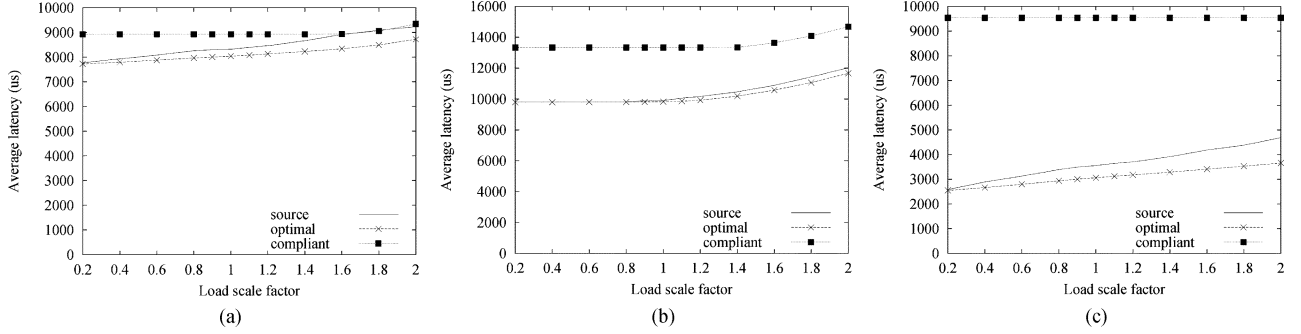 10000
9000
8000
7000
6000
5000
4000
3000
2000
1000
0
Average latency (us)
source
optimal
compliant
0.2 0.4 0.6 0.8 1 1.2 1.4 1.6 1.8 2
Load scale factor
(a)
16000
14000
12000
10000
8000
6000
4000
2000
0
Average latency (us)
source
optimal
compliant
0.2 0.4 0.6 0.8 1 1.2 1.4 1.6 1.8 2
Load scale factor
(b)
10000
9000
8000
7000
6000
5000
4000
3000
2000
1000
0
Average latency (us)
source
optimal
compliant
0.2 0.4 0.6 0.8 1 1.2 1.4 1.6 1.8 2
Load scale factor
(c)